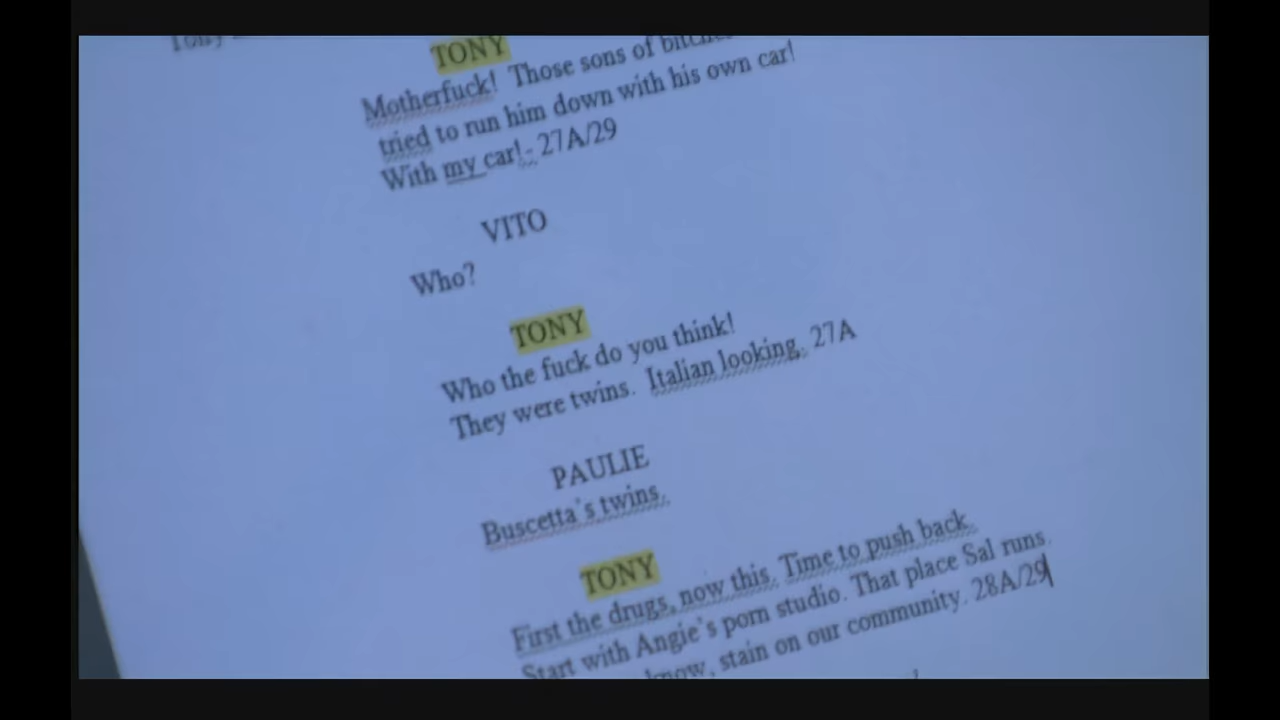 Tony
TONY
Motherfuck! Those sons of bitches
tried to run him down with his own car!
With my car! - 27A/29
VITO
Who?
TONY
Who the fuck do you think!
They were twins. Italian looking, 27A
PAULIE
Buscetta's twins.
TONY
First the drugs, now this. Time to push back.
Start with Angie's porn studio. That place Sal runs.
know, stain on our community. 28A/29